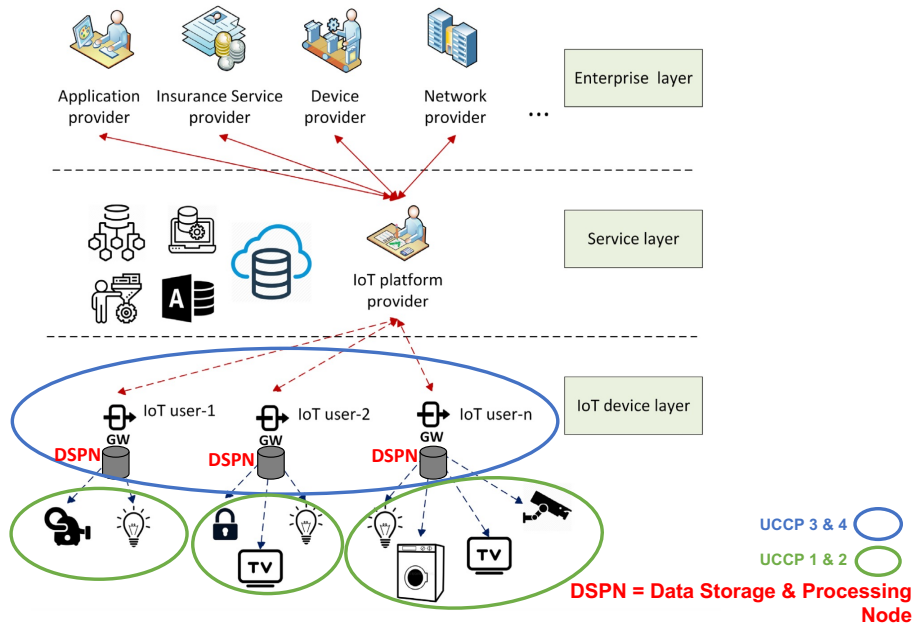 Application
provider
Insurance Service
provider
Device
provider
Network
provider
...
Enterprise layer
A
IoT platform
provider
Service layer
IoT user-1
GW
DSPN
IoT user-2
GW
DSPN
IoT user-n
GW
DSPN
IoT device layer
TV
TV
UCCP 3 & 4
UCCP 1 & 2
DSPN = Data Storage & Processing
Node